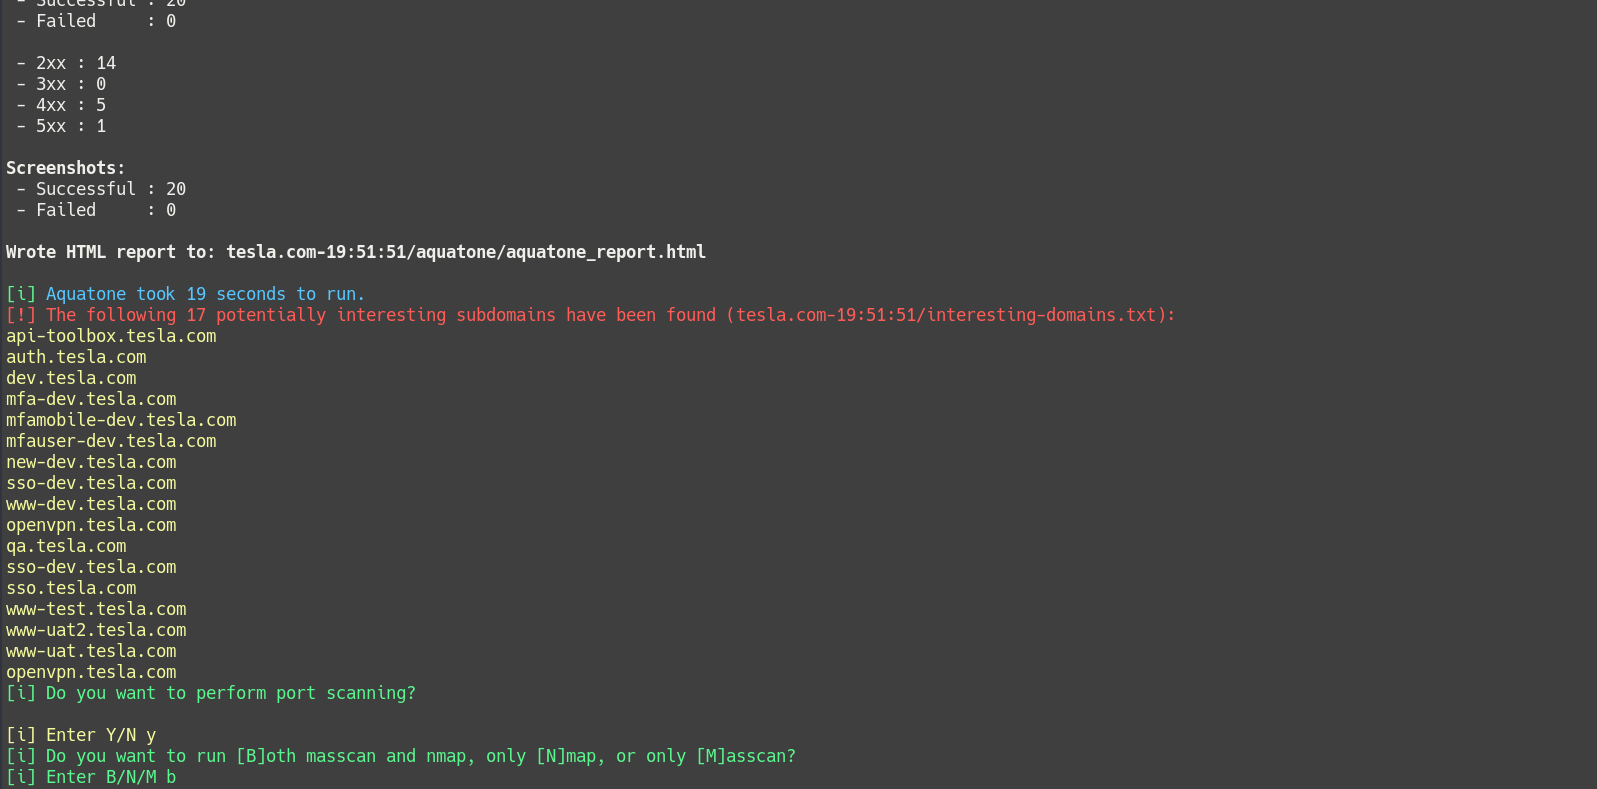 - Successful : 20
- Failed     : 0
- 2xx : 14
- 3xx : 0
- 4xx : 5
- 5xx : 1
Screenshots:
- Successful : 20
- Failed     : 0
Wrote HTML report to: tesla.com-19:51:51/aquatone/aquatone_report.html
[i] Aquatone took 19 seconds to run.
[!] The following 17 potentially interesting subdomains have been found (tesla.com-19:51:51/interesting-domains.txt):
api-toolbox.tesla.com
auth.tesla.com
dev.tesla.com
mfa-dev.tesla.com
mfamobile-dev.tesla.com
mfauser-dev.tesla.com
new-dev.tesla.com
sso-dev.tesla.com
www-dev.tesla.com
openvpn.tesla.com
qa.tesla.com
sso-dev.tesla.com
sso.tesla.com
www-test.tesla.com
www-uat2.tesla.com
www-uat.tesla.com
openvpn.tesla.com
[i] Do you want to perform port scanning?
[i] Enter Y/N y
[i] Do you want to run [B]oth masscan and nmap, only [N]map, or only [M]asscan?
[i] Enter B/N/M b